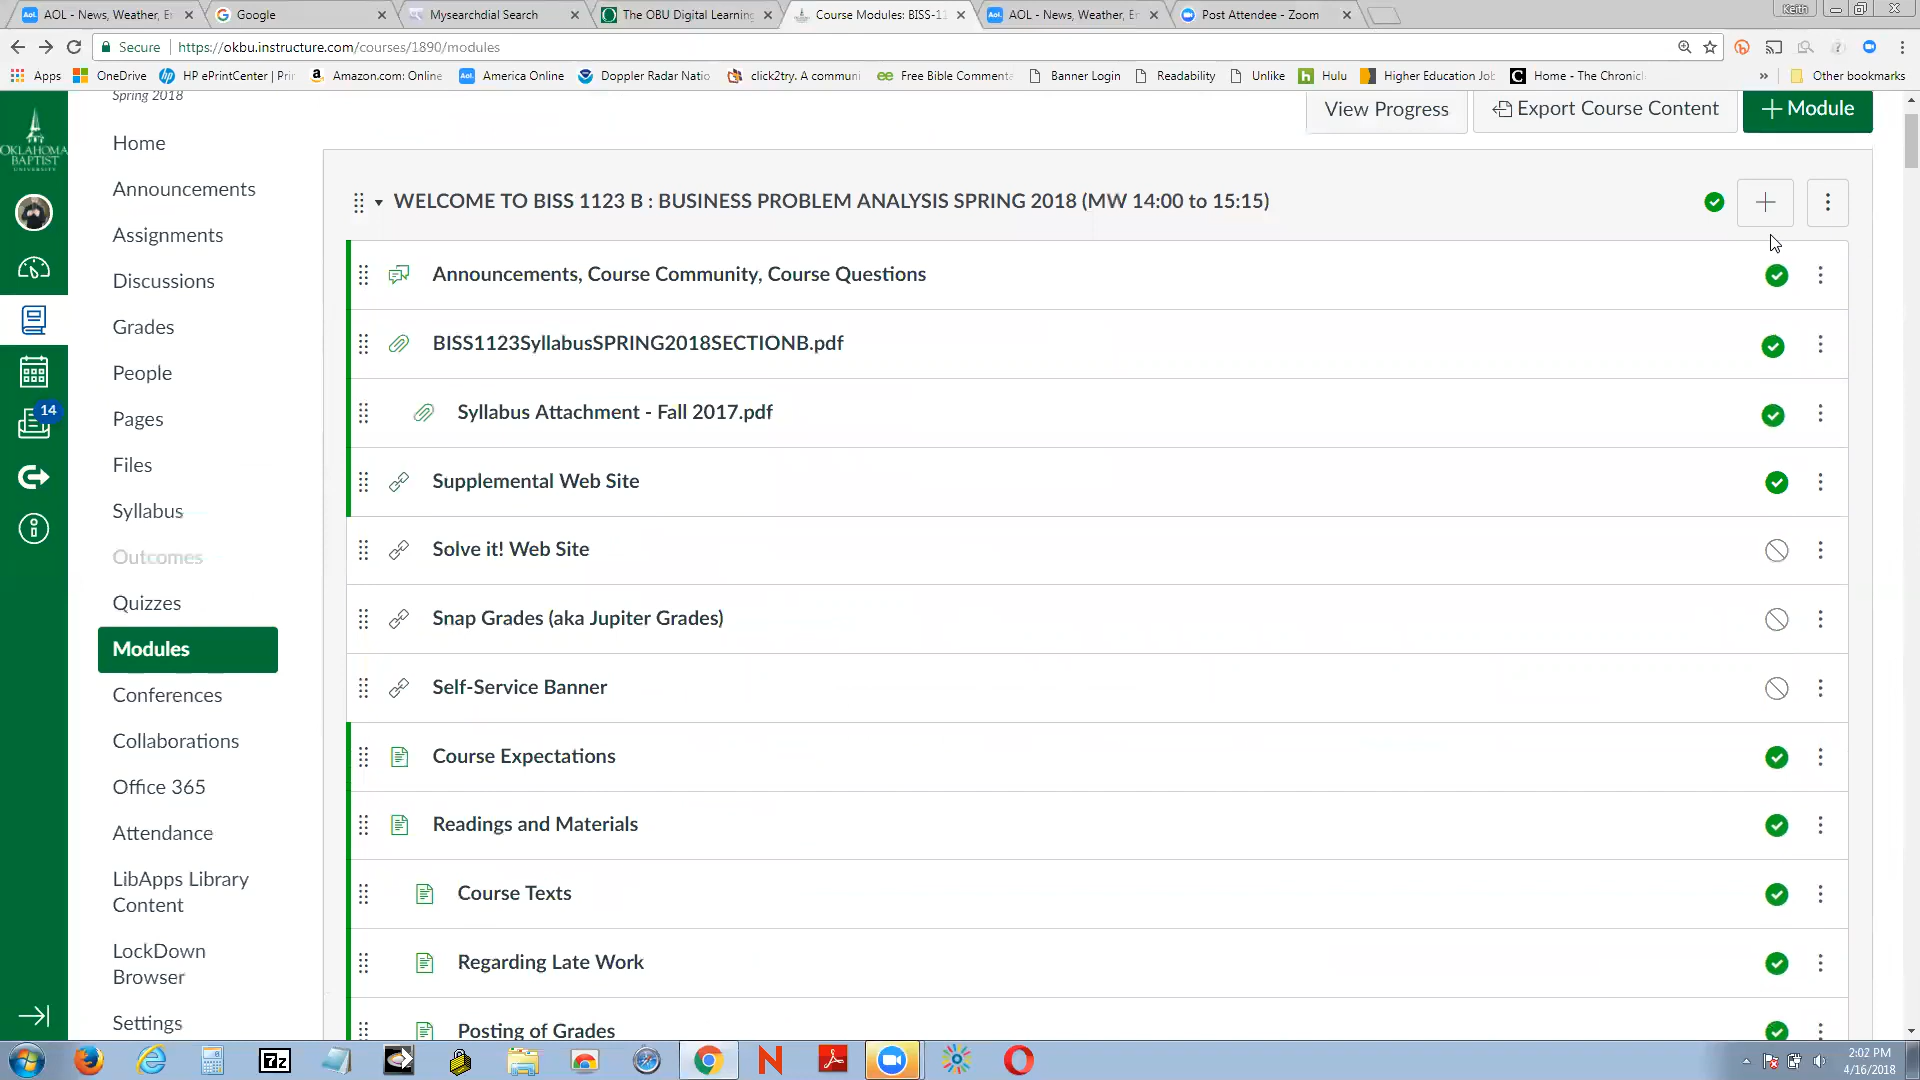 AOL - News, Weather, E
Google
Mysearchdial Search
The OBU Digital Learning
Course Modules: BISS-11
AOL - News, Weather, E
Post Attendee - Zoom
Keith
Secure
https://okbu.instructure.com/courses/1890/modules
Apps
OneDrive
HP ePrintCenter | Pri
Amazon.com: Online
America Online
Doppler Radar Natio
click2try. A communi
Free Bible Comment
Banner Login
Readability
Unlike
Hulu
Higher Education Jo
Home - The Chronicl
»
Other bookmarks
OKLAHOMA
BAPTIST
UNIVERSITY
14
Spring 2018
Home
Announcements
Assignments
Discussions
Grades
People
Pages
Files
Syllabus
Outcomes
Quizzes
Modules
Conferences
Collaborations
Office 365
Attendance
LibApps Library
Content
LockDown
Browser
Settings
View Progress
Export Course Content
+ Module
WELCOME TO BISS 1123 B : BUSINESS PROBLEM ANALYSIS SPRING 2018 (MW 14:00 to 15:15)
Announcements, Course Community, Course Questions
BISS1123SyllabusSPRING2018SECTIONB.pdf
Syllabus Attachment - Fall 2017.pdf
Supplemental Web Site
Solve it! Web Site
Snap Grades (aka Jupiter Grades)
Self-Service Banner
Course Expectations
Readings and Materials
Course Texts
Regarding Late Work
Posting of Grades
7z
2:02 PM
4/16/2018